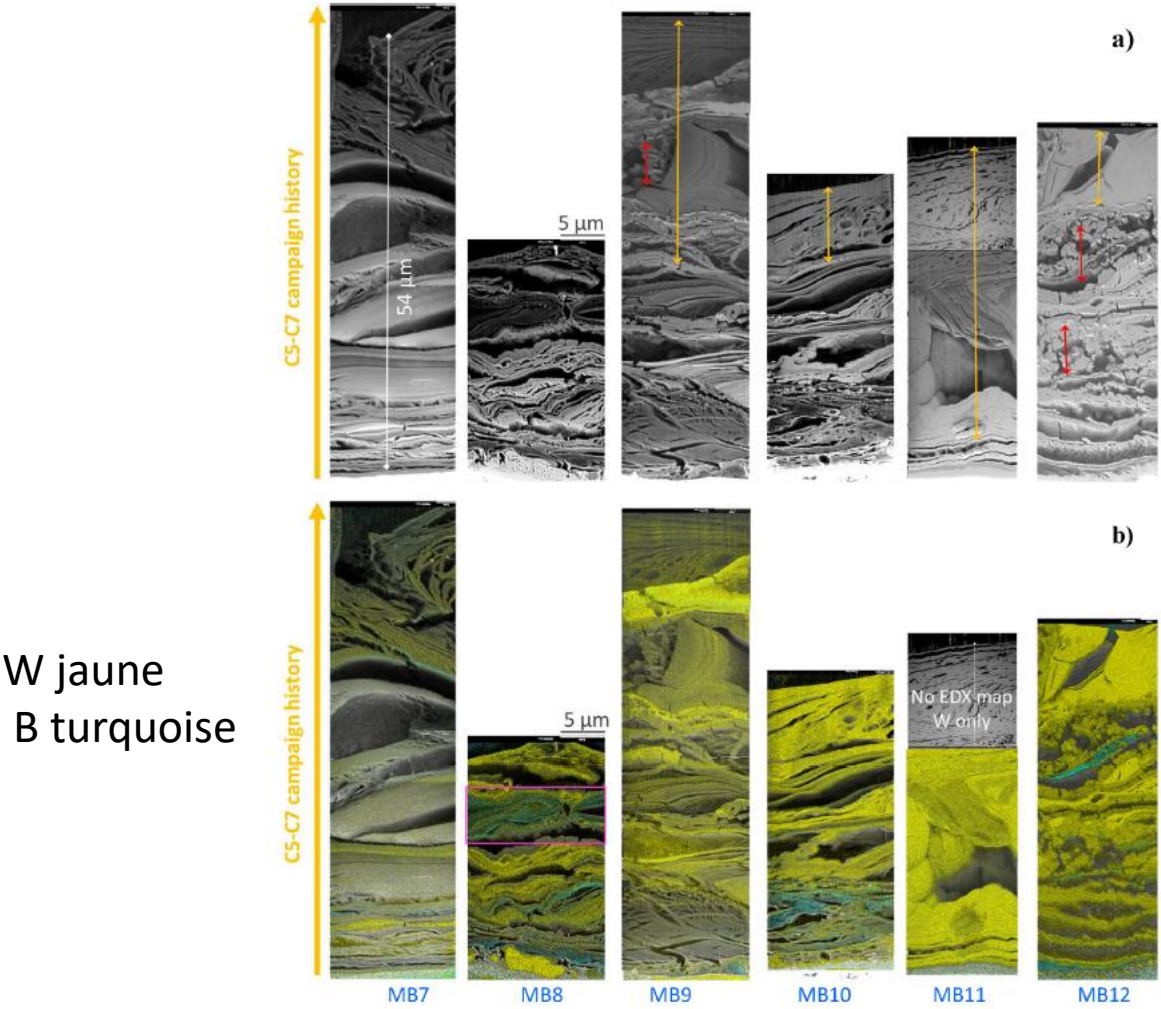 a)
C5-C7 campaign history
54 μm
5 μm
b)
C5-C7 campaign history
W jaune
B turquoise
5 μm
No EDX map
W only
MB7
MB8
MB9
MB10
MB11
MB12